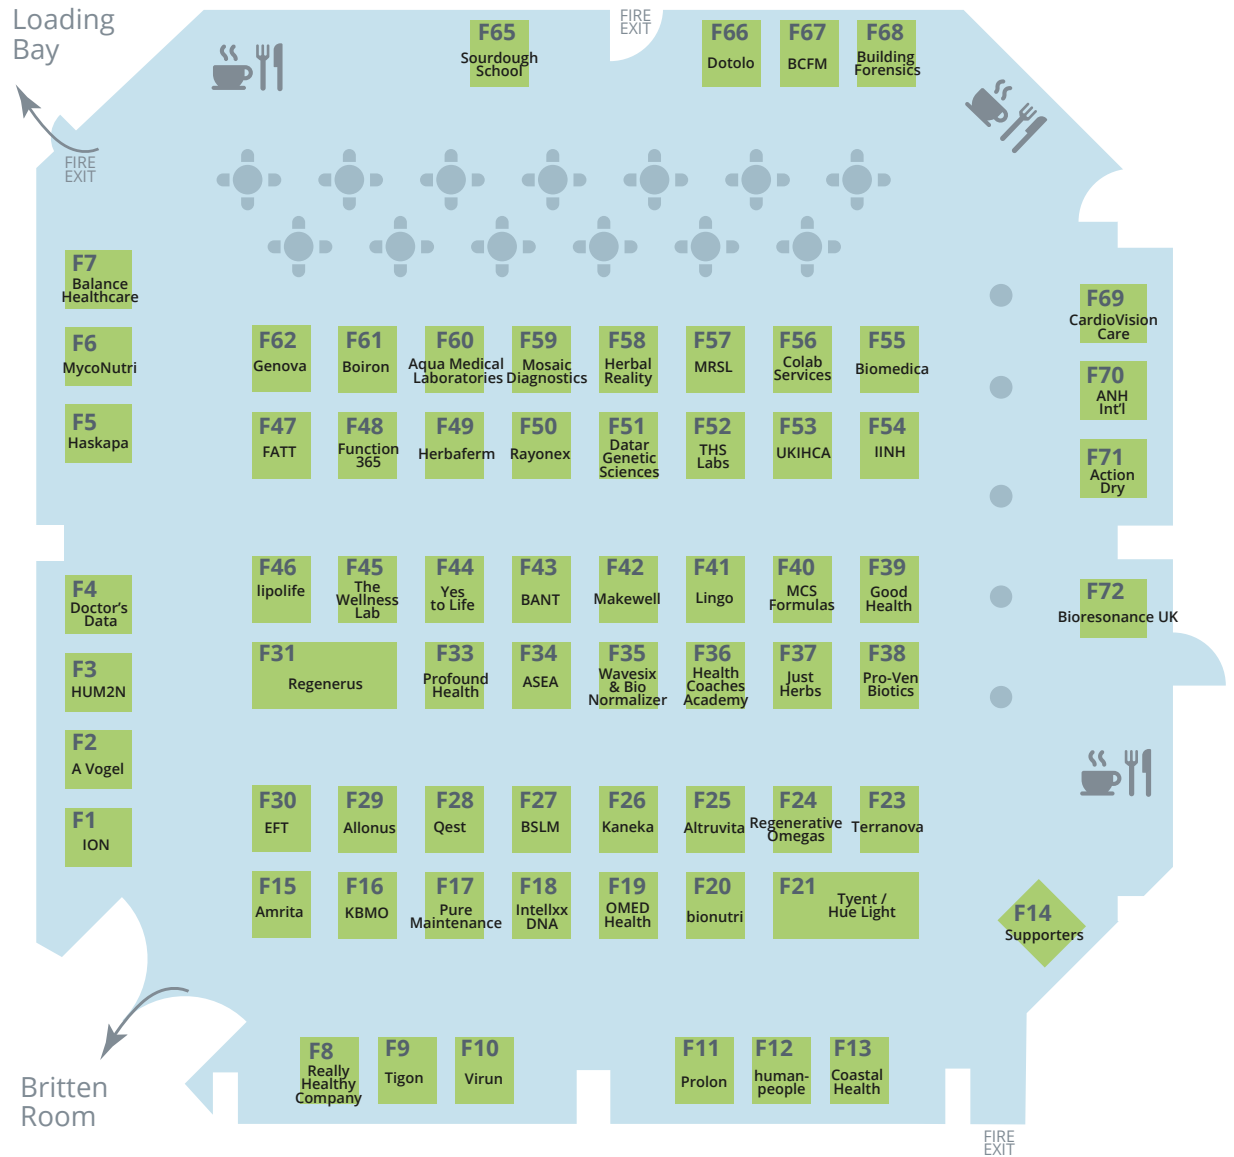 Loading
Bay
FIRE
EXIT
FIRE
EXIT
F65
Sourdough
School
F66
Dotolo
F67
BCFM
F68
Building
Forensics
F7
Balance
Healthcare
F6
MycoNutri
F5
Haskapa
F69
CardioVision
Care
F70
ANH
Int'l
F71
Action
Dry
F62
Genova
F61
Boiron
F60
Aqua Medical
Laboratories
F59
Mosaic
Diagnostics
F58
Herbal
Reality
F57
MRSL
F56
Colab
Services
F55
Biomedica
F47
FATT
F48
Function
365
F49
Herbaferm
F50
Rayonex
F51
Datar
Genetic
Sciences
F52
THS
Labs
F53
UKIHCA
F54
IINH
F4
Doctor's
Data
F3
HUM2N
F2
A Vogel
F1
ION
F46
lipolife
F45
The
Wellness
Lab
F44
Yes
to Life
F43
BANT
F42
Makewell
F41
Lingo
F40
MCS
Formulas
F39
Good
Health
F72
Bioresonance UK
F31
Regenerus
F33
Profound
Health
F34
ASEA
F35
Wavesix
& Bio
Normalizer
F36
Health
Coaches
Academy
F37
Just
Herbs
F38
Pro-Ven
Biotics
F30
EFT
F29
Allonus
F28
Qest
F27
BSLM
F26
Kaneka
F25
Altruvita
F24
Regenerative
Omegas
F23
Terranova
F15
Amrita
F16
KBMO
F17
Pure
Maintenance
F18
Intellxx
DNA
F19
OMED
Health
F20
bionutri
F21
Tyent /
Hue Light
F14
Supporters
F8
Really
Healthy
Company
F9
Tigon
F10
Virun
F11
Prolon
F12
human-
people
F13
Coastal
Health
Britten
Room
FIRE
EXIT